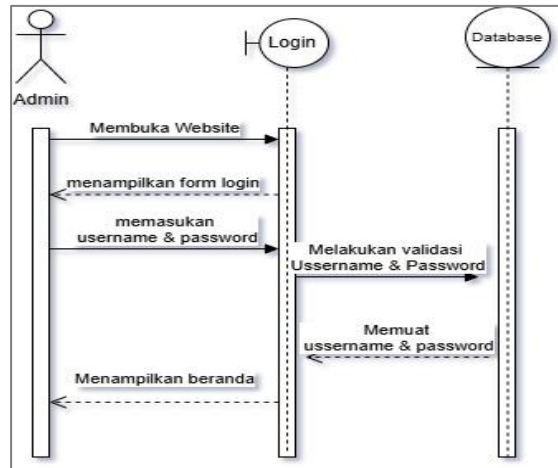 Admin
Login
Database
Membuka Website
menampilkan form login
memasukan
username & password
Melakukan validasi
Ussername & Password
Memuat
ussername & password
Menampilkan beranda